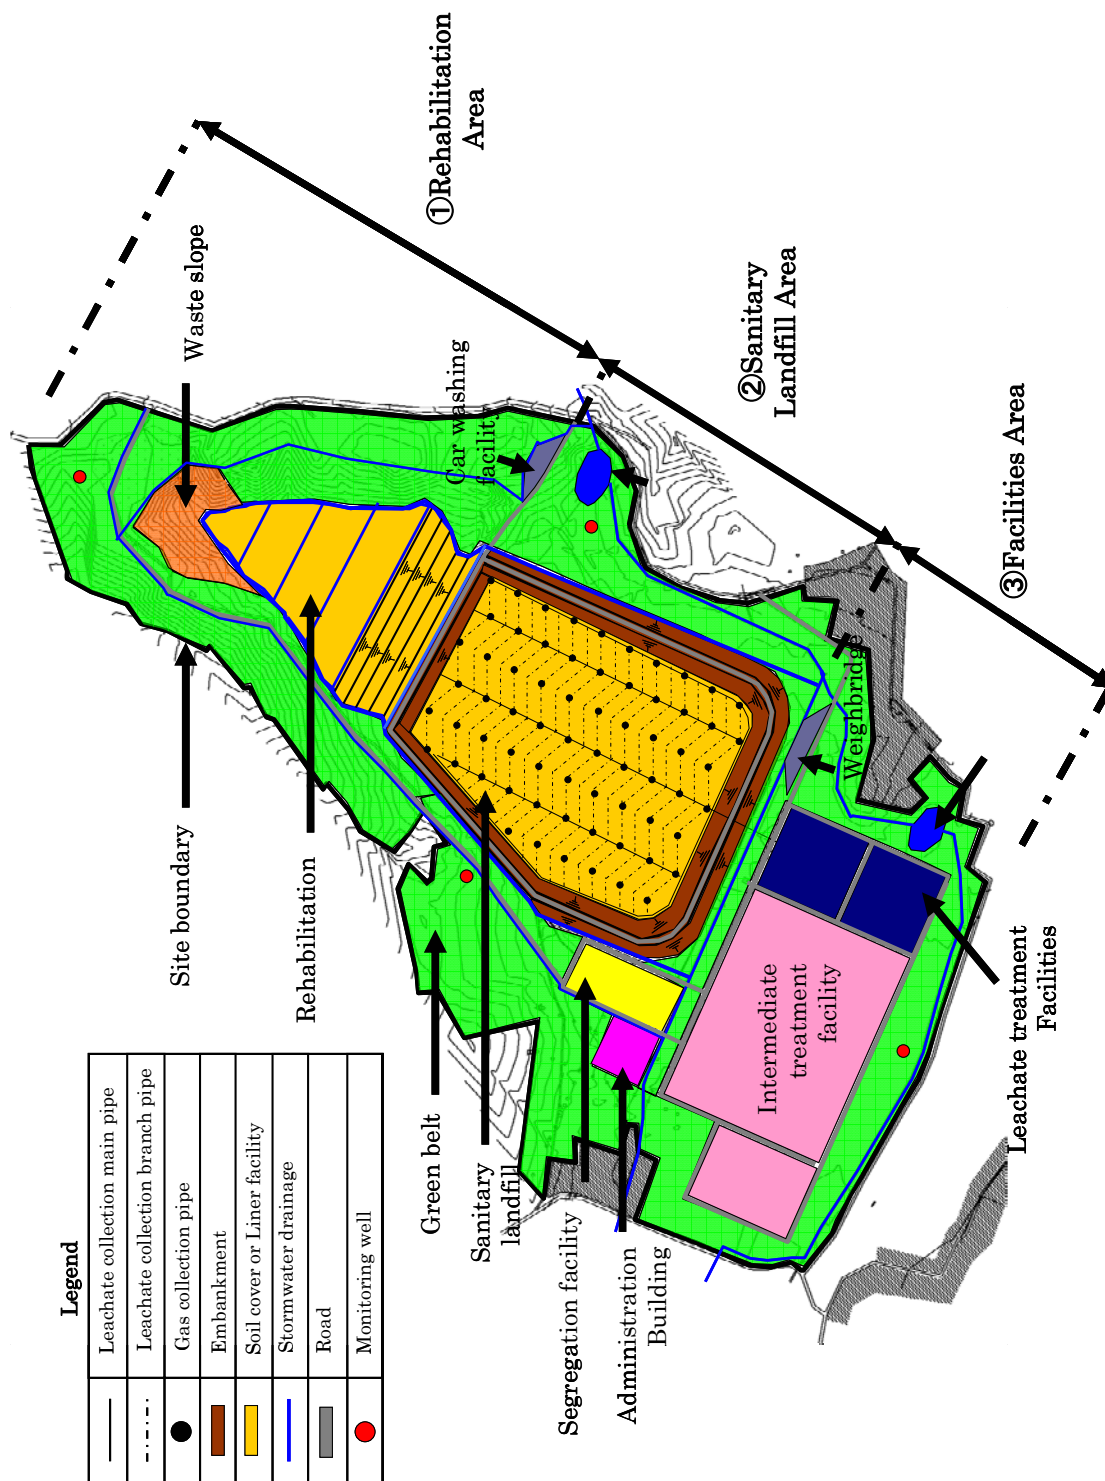 Legend
Leachate collection main pipe
Leachate collection branch pipe
Gas collection pipe
Embankment
Soil cover or Liner facility
Stormwater drainage
Road
Monitoring well
Site boundary
Rehabilitation
Green belt
Sanitary
landfill
Segregation facility
Administration
Building
Waste slope
Car washing
facility
Weighbridge
Intermediate
treatment
facility
Leachate treatment
Facilities
①Rehabilitation
Area
②Sanitary
Landfill Area
③Facilities Area